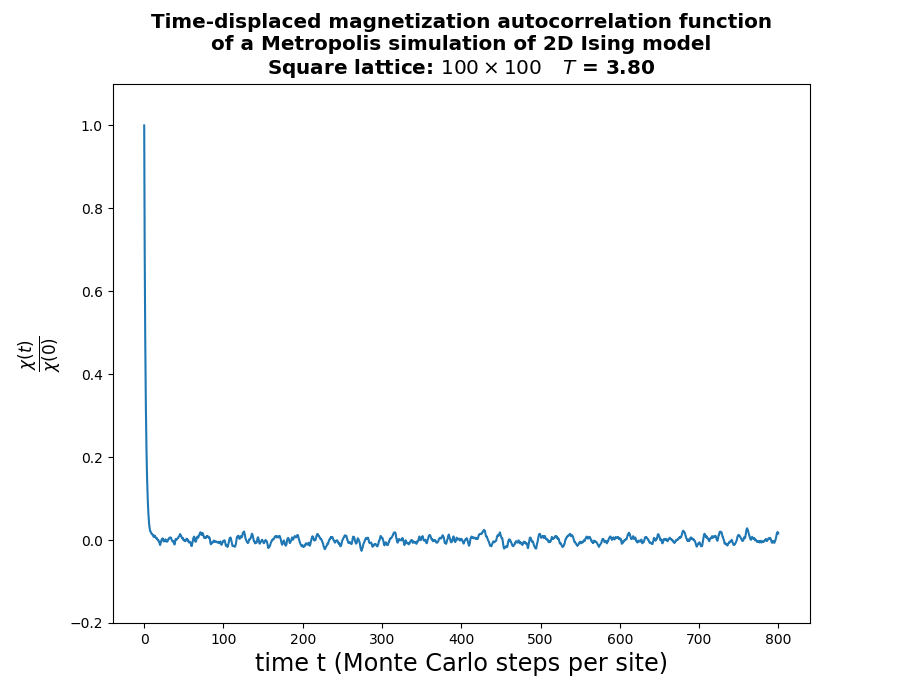 Time-displaced magnetization autocorrelation function
of a Metropolis simulation of 2D Ising model
Square lattice: 100 × 100 T = 3.80
χ(t)
χ(0)
1.0
0.8
0.6
0.4
0.2
0.0
−0.2
0 100 200 300 400 500 600 700 800
time t (Monte Carlo steps per site)